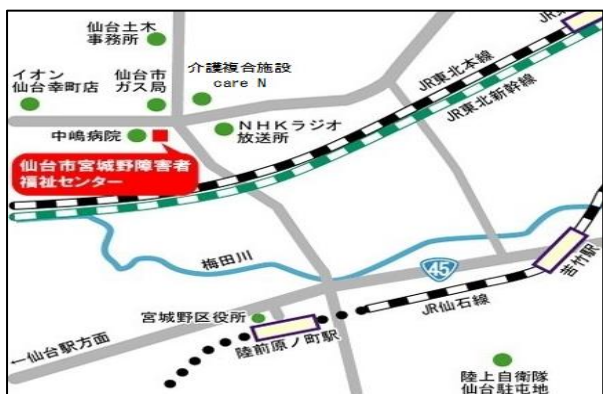 仙台土木
事務所
JR東
イオン
仙台幸町店
仙台市
ガス局
介護複合施設
care N
JR東北本線
JR東北新幹線
中嶋病院
NHKラジオ
放送所
仙台市宮城野障害者
福祉センター
梅田川
45
苦竹駅
宮城野区役所
JR仙石線
陸前原ノ町駅
←仙台駅方面
陸上自衛隊
仙台駐屯地